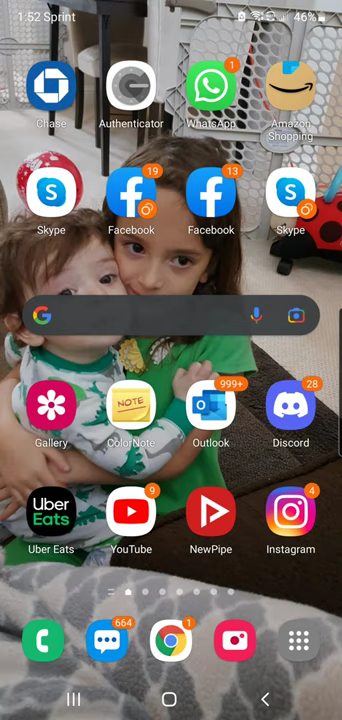 1:52 Sprint 46%
1
Chase Authenticator WhatsApp Amazon Shopping
19 13
Skype Facebook Facebook Skype
NOTE 999+ 28
Gallery ColorNote Outlook Discord
Uber Eats 9 4
Uber Eats YouTube NewPipe Instagram
664 1